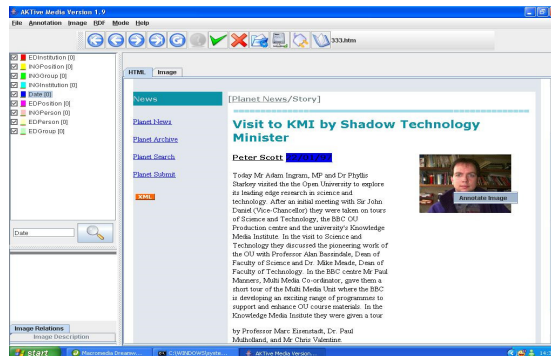 AKTive Media Version 1.9
File Annotation Image RDF Mode Help
333.htm
EDInstitution [0]
INGPosition [0]
INGGroup [0]
INGInstitution [0]
Date [0]
EDPosition [0]
INGPerson [0]
EDPerson [0]
EDGroup [0]
Date
Image Relations
Image Description
HTML Image
News
Planet News
Planet Archive
Planet Search
Planet Submit
XML
[Planet News/Story]
Visit to KMI by Shadow Technology
Minister
Peter Scott
Annotate Image
Today Mr Adam Ingram, MP and Dr Phyllis
Starkey visited the the Open University to explore
its leading edge research in science and
technology. After an initial meeting with Sir John
Daniel (Vice-Chancellor) they were taken on tours
of Science and Technology, the BBC OU
Production centre and the university's Knowledge
Media Institute. In the visit to Science and
Technology they discussed the pioneering work of
the OU with Professor Alan Bassindale, Dean of
Faculty of Science and Dr. Mike Meade, Dean of
Faculty of Technology. In the BBC centre Mr Paul
Manners, Multi Media Co-ordinator, gave them a
short tour of the Multi Media Unit where the BBC
is developing an exciting range of programmes to
support and enhance OU course materials. In the
Knowledge Media Insitute they were given a tour
by Professor Marc Eisenstadt, Dr. Paul
Mulholland, and Mr Chris Valentine.
start
Macromedia Dreamw...
C:\WINDOWS\syste...
AKTive Media Version...